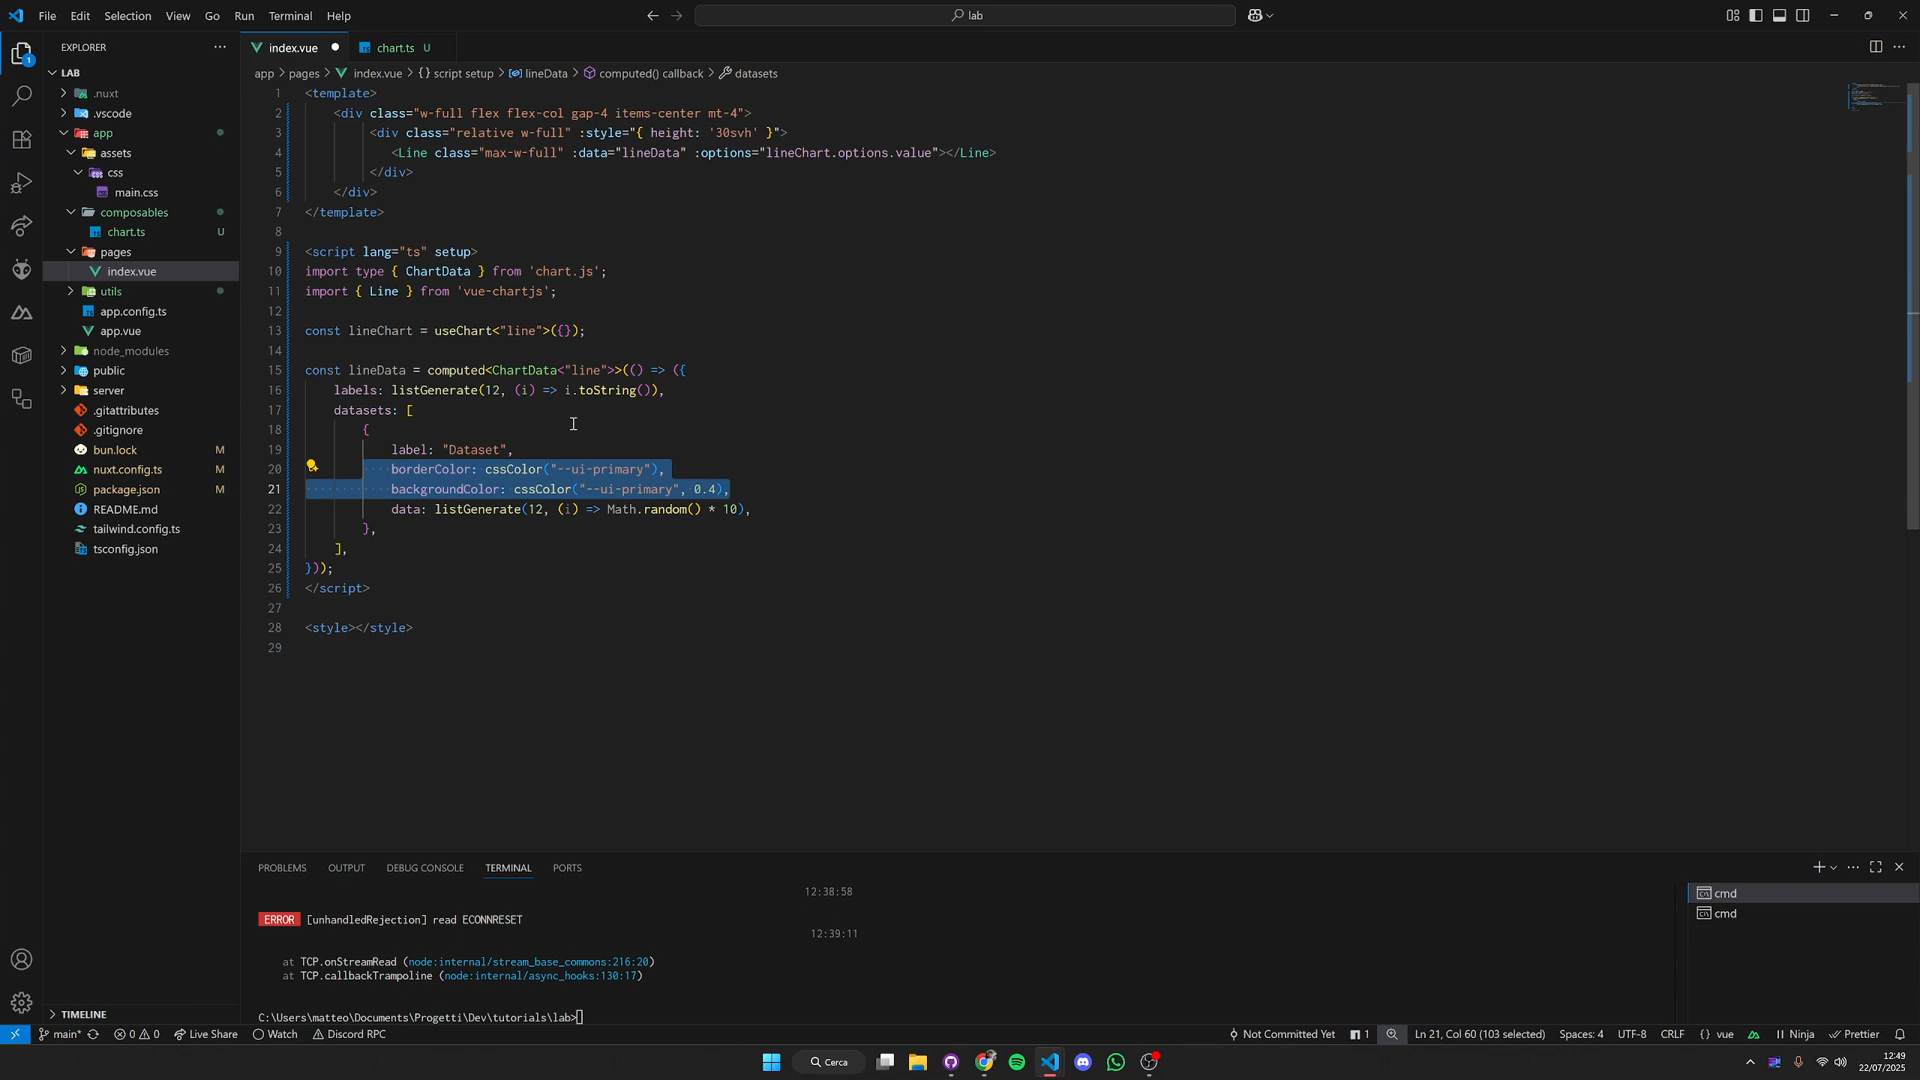 File Edit Selection View Go Run Terminal Help
lab
EXPLORER
LAB
.nuxt
.vscode
app
assets
css
main.css
composables
chart.ts U
pages
index.vue
utils
app.config.ts
app.vue
node_modules
public
server
.gitattributes
.gitignore
bun.lock M
nuxt.config.ts M
package.json M
README.md
tailwind.config.ts
tsconfig.json
TIMELINE
index.vue
chart.ts U
app > pages > index.vue > {} script setup > lineData > computed() callback > datasets
1 <template>
2 <div class="w-full flex flex-col gap-4 items-center mt-4">
3 <div class="relative w-full" :style="{ height: '30svh' }">
4 <Line class="max-w-full" :data="lineData" :options="lineChart.options.value"></Line>
5 </div>
6 </div>
7 </template>
8
9 <script lang="ts" setup>
10 import type { ChartData } from 'chart.js';
11 import { Line } from 'vue-chartjs';
12
13 const lineChart = useChart<"line">({});
14
15 const lineData = computed<ChartData<"line">>(() => ({
16 labels: listGenerate(12, (i) => i.toString()),
17 datasets: [
18 {
19 label: "Dataset",
20 borderColor: cssColor("--ui-primary"),
21 backgroundColor: cssColor("--ui-primary", 0.4),
22 data: listGenerate(12, (i) => Math.random() * 10),
23 },
24 ],
25 }));
26 </script>
27
28 <style></style>
29
PROBLEMS OUTPUT DEBUG CONSOLE TERMINAL PORTS
12:38:58
ERROR [unhandledRejection] read ECONNRESET
12:39:11
at TCP.onStreamRead (node:internal/stream_base_commons:216:20)
at TCP.callbackTrampoline (node:internal/async_hooks:130:17)
C:\Users\matteo\Documents\Progetti\Dev\tutorials\lab>
cmd
cmd
main* 0 0 Live Share Watch Discord RPC
Not Committed Yet 1 Ln 21, Col 60 (103 selected) Spaces: 4 UTF-8 CRLF {} vue Ninja Prettier
Cerca
12:49
22/07/2025